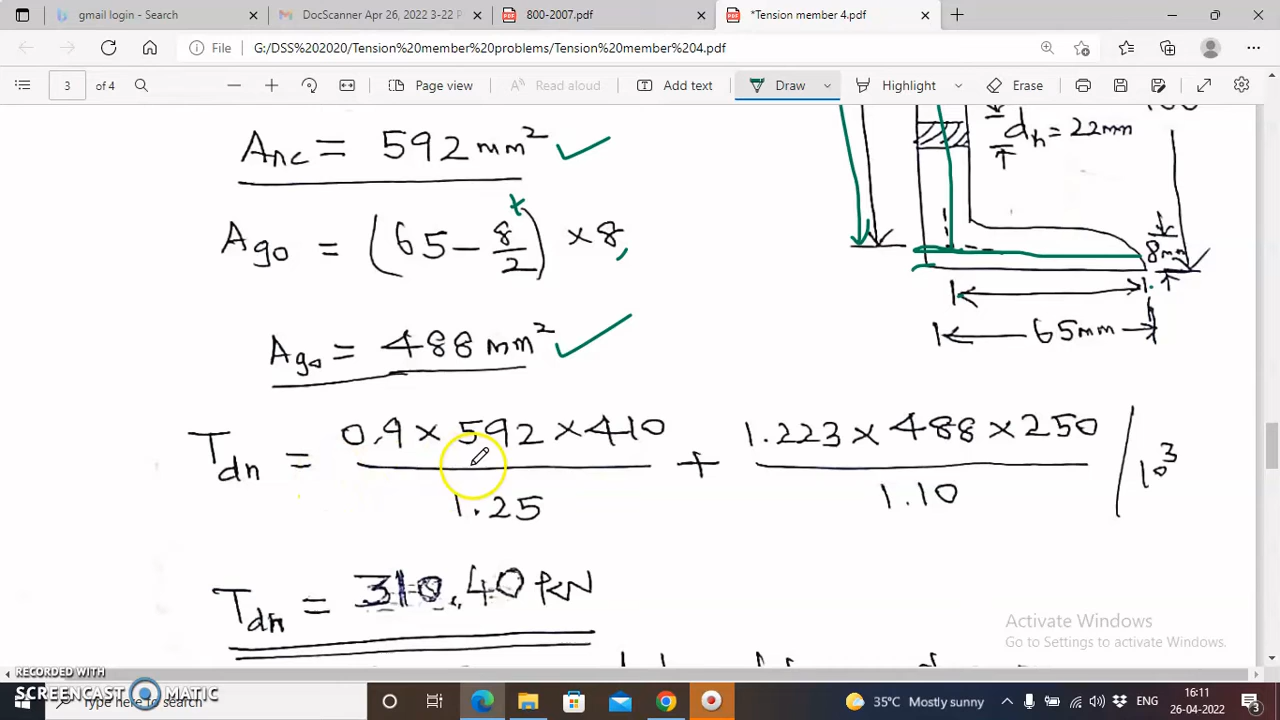 gmail login - Search
DocScanner Apr 26, 2022 3-22 P
800-2007.pdf
*Tension member 4.pdf
File
G:/DSS%202020/Tension%20member%20problems/Tension%20member%204.pdf
3 of 4
Page view
Read aloud
Add text
Draw
Highlight
Erase
Anc = 592 mm²
dh = 22mm
t
Ago = (65 - 8/2) × 8,
8mm
65mm
Ago = 488 mm²
Tdn = 0.9 × 592 × 410 / 1.25 + 1.223 × 488 × 250 / 1.10 / 10³
Tdn = 310.40 kN
Activate Windows
Go to Settings to activate Windows.
RECORDED WITH
SCREENCAST MATIC
Type here to search
35°C Mostly sunny
ENG
16:11
26-04-2022
3